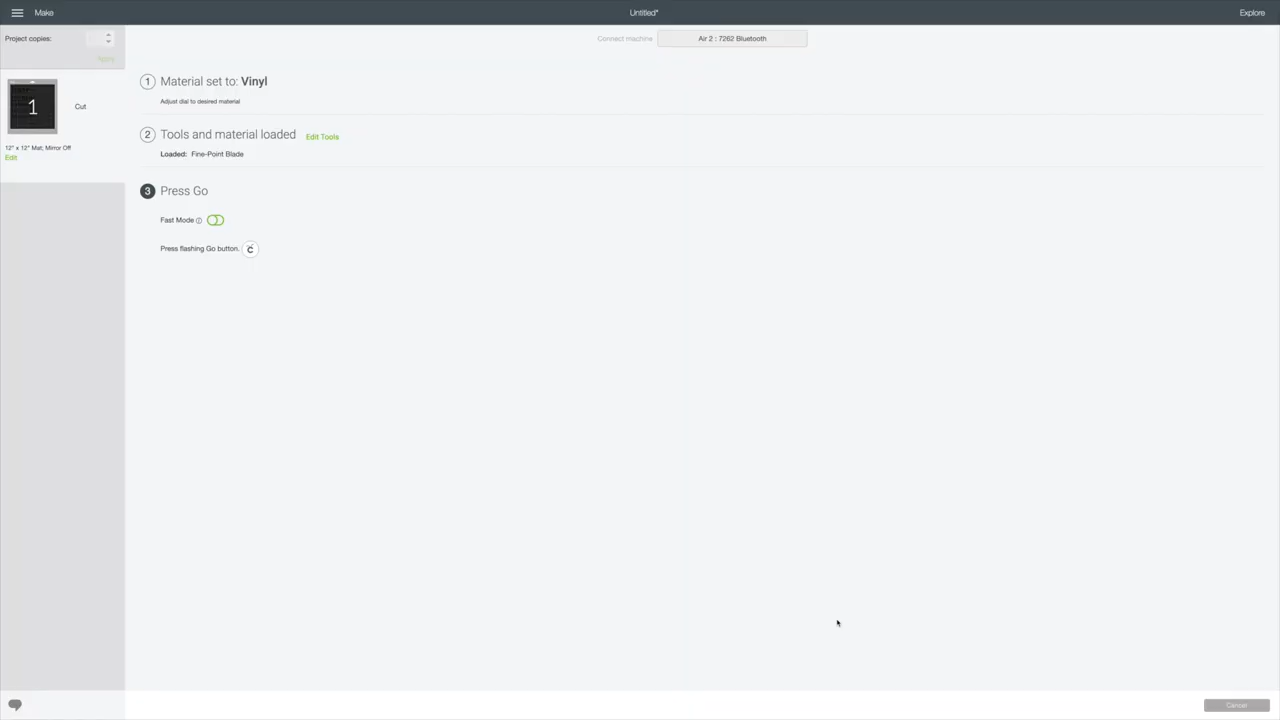 Make
Untitled*
Explore
Project copies:
Apply
Connect machine
Air 2 : 7262 Bluetooth
1
Cut
12" x 12" Mat, Mirror Off
Edit
1 Material set to: Vinyl
Adjust dial to desired material
2 Tools and material loaded Edit Tools
Loaded: Fine-Point Blade
3 Press Go
Fast Mode
Press flashing Go button.
Cancel